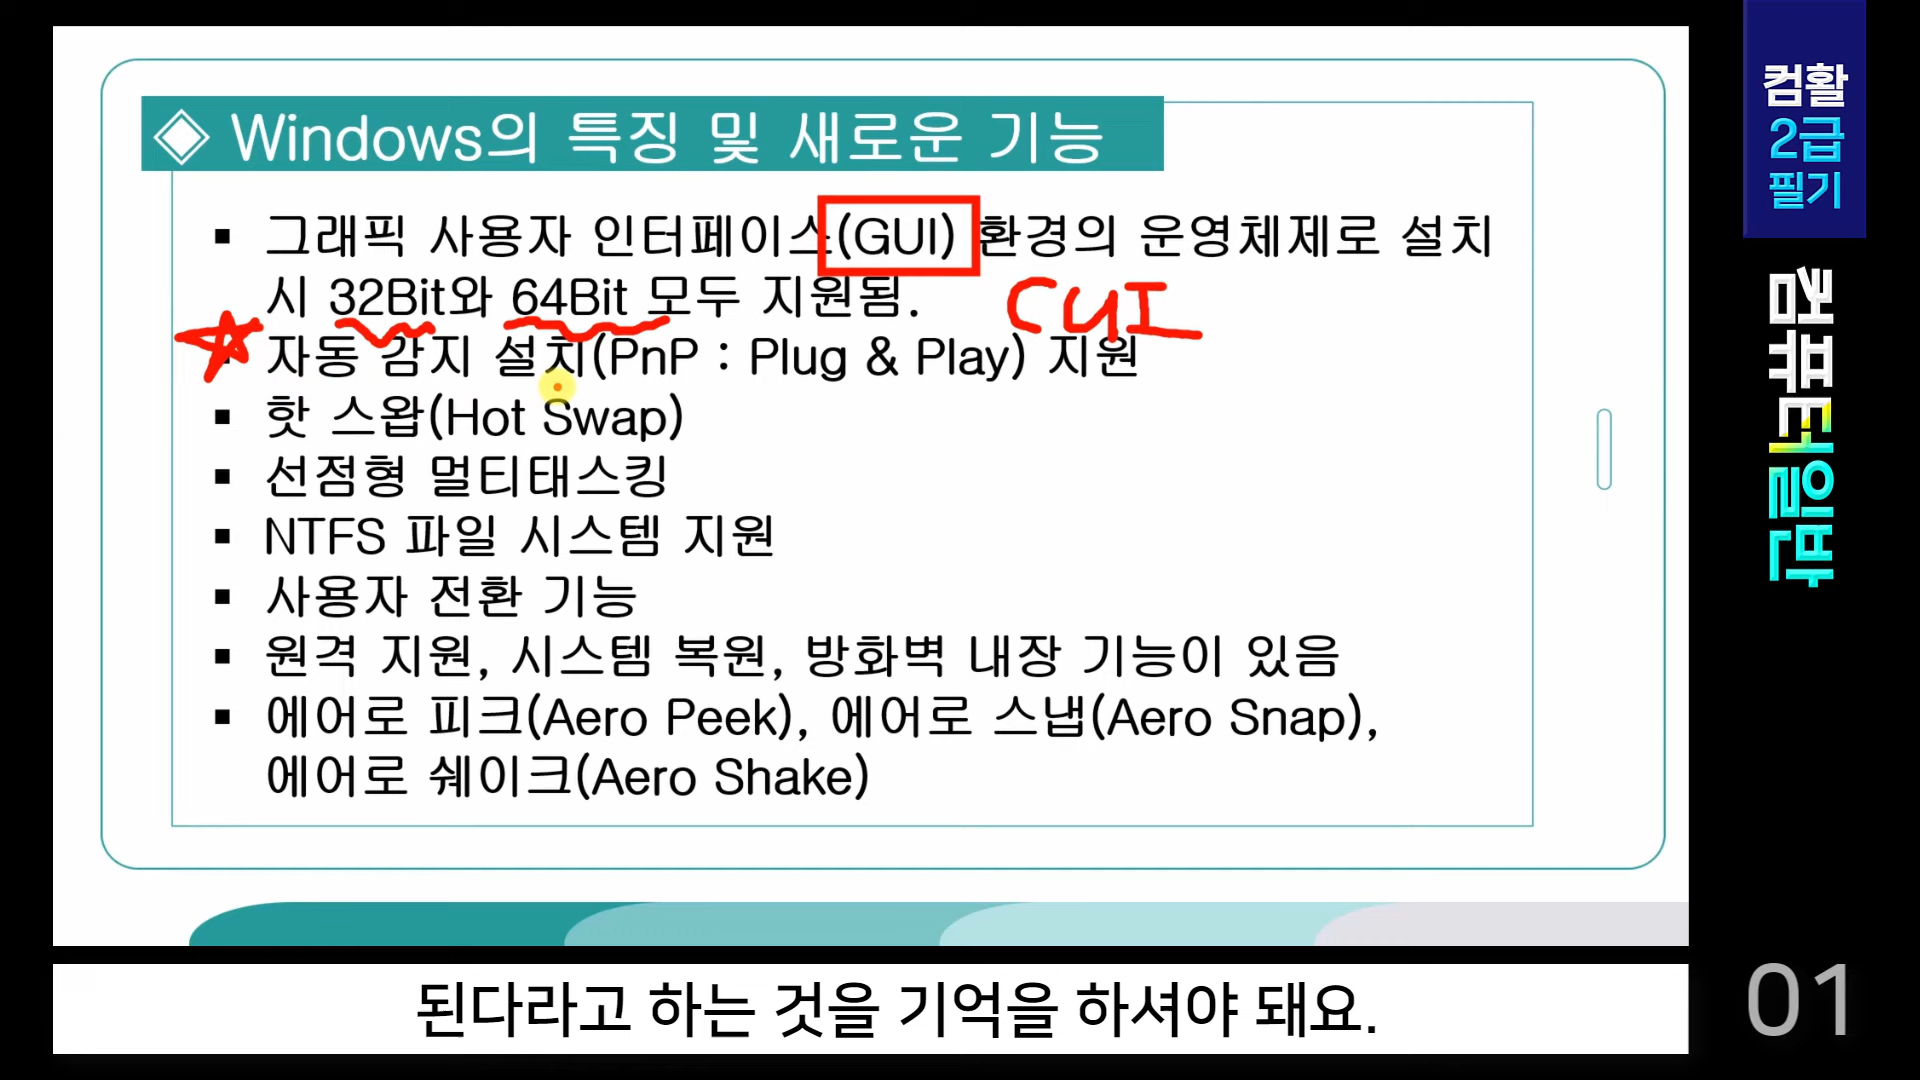 ◈ Windows의 특징 및 새로운 기능
▪ 그래픽 사용자 인터페이스(GUI) 환경의 운영체제로 설치
시 32Bit와 64Bit 모두 지원됨.
CUI
자동 감지 설치(PnP : Plug & Play) 지원
▪ 핫 스왑(Hot Swap)
▪ 선점형 멀티태스킹
▪ NTFS 파일 시스템 지원
▪ 사용자 전환 기능
▪ 원격 지원, 시스템 복원, 방화벽 내장 기능이 있음
▪ 에어로 피크(Aero Peek), 에어로 스냅(Aero Snap),
에어로 쉐이크(Aero Shake)
된다라고 하는 것을 기억을 하셔야 돼요.
컴활
2급
필기
컴퓨터일반
01